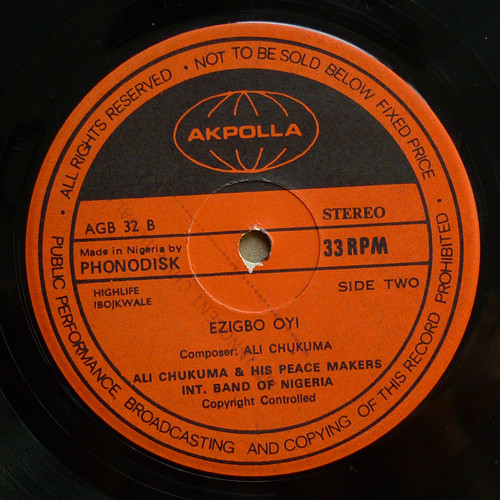 • ALL RIGHTS RESERVED • NOT TO BE SOLD BELOW FIXED PRICE •
AKPOLLA
AGB 32 B
STEREO
Made in Nigeria by
PHONODISK
33 RPM
HIGHLIFE
IBO/KWALE
SIDE TWO
EZIGBO OYI
Composer: ALI CHUKUMA
ALI CHUKUMA & HIS PEACE MAKERS
INT. BAND OF NIGERIA
Copyright Controlled
PUBLIC PERFORMANCE, BROADCASTING AND COPYING OF THIS RECORD PROHIBITED